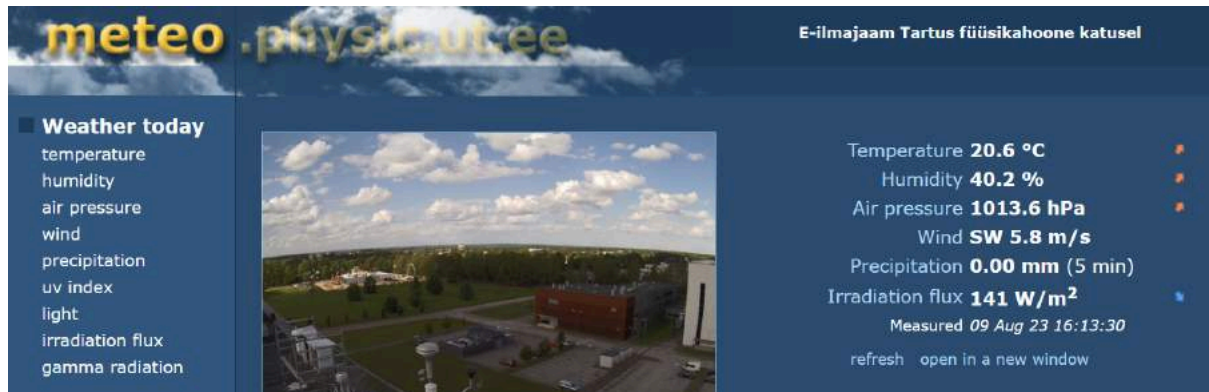 meteo.physic.ut.ee
E-ilmajaam Tartus füüsikahoone katusel
Weather today
temperature
humidity
air pressure
wind
precipitation
uv index
light
irradiation flux
gamma radiation
Temperature 20.6 °C
Humidity 40.2 %
Air pressure 1013.6 hPa
Wind SW 5.8 m/s
Precipitation 0.00 mm (5 min)
Irradiation flux 141 W/m²
Measured 09 Aug 23 16:13:30
refresh open in a new window